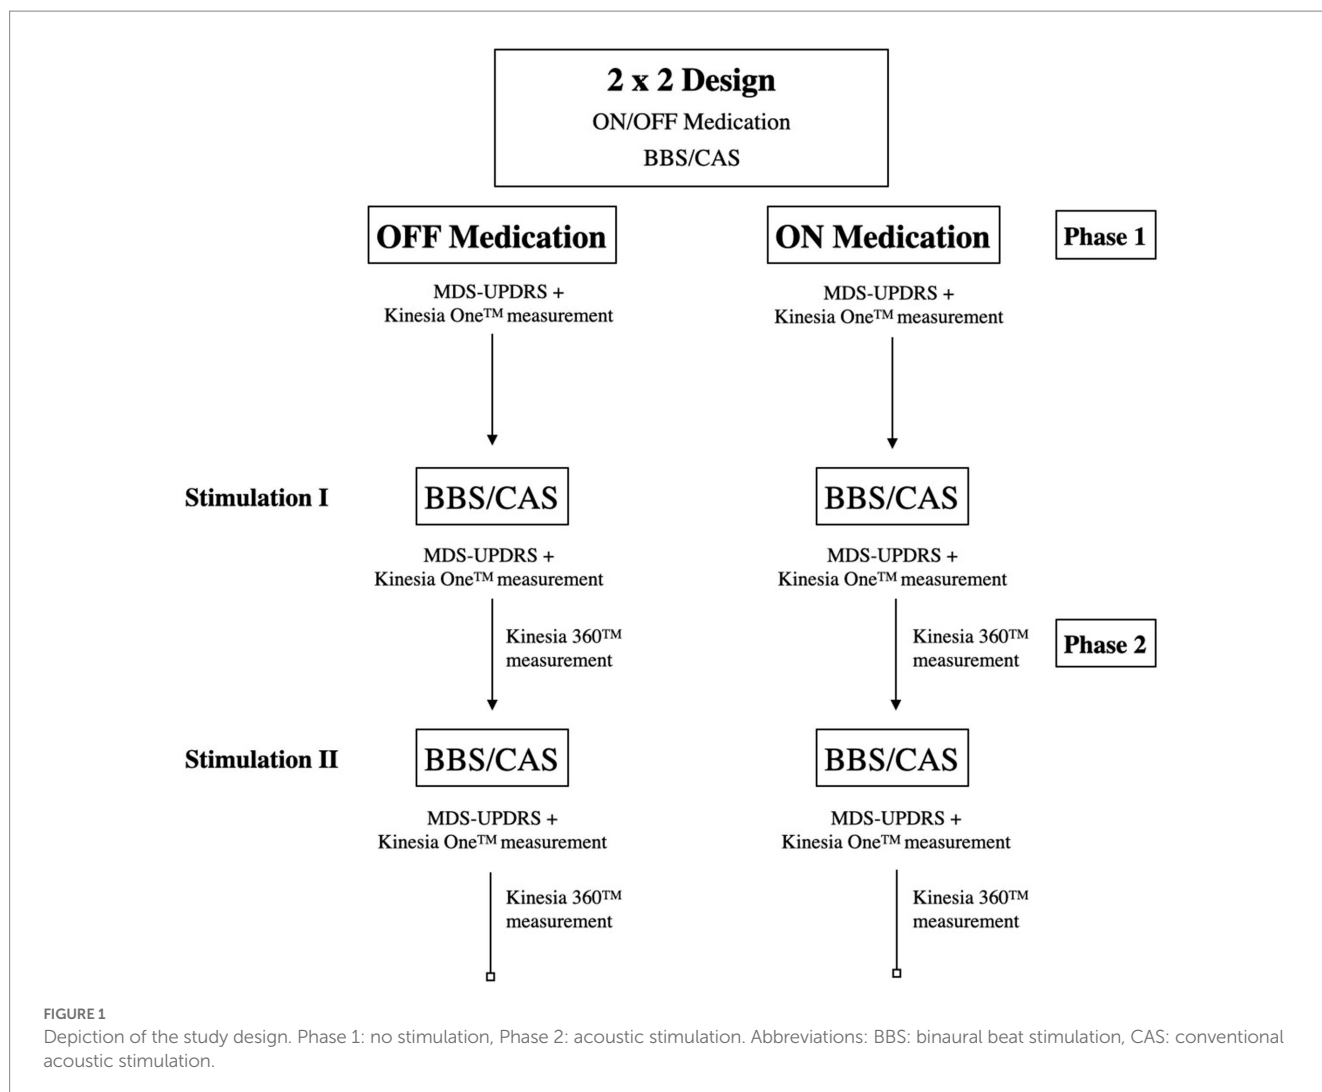 2 x 2 Design
ON/OFF Medication
BBS/CAS
OFF Medication
ON Medication
Phase 1
MDS-UPDRS +
Kinesia One™ measurement
MDS-UPDRS +
Kinesia One™ measurement
Stimulation I
BBS/CAS
BBS/CAS
MDS-UPDRS +
Kinesia One™ measurement
MDS-UPDRS +
Kinesia One™ measurement
Kinesia 360™
measurement
Kinesia 360™
measurement
Phase 2
Stimulation II
BBS/CAS
BBS/CAS
MDS-UPDRS +
Kinesia One™ measurement
MDS-UPDRS +
Kinesia One™ measurement
Kinesia 360™
measurement
Kinesia 360™
measurement
FIGURE 1
Depiction of the study design. Phase 1: no stimulation, Phase 2: acoustic stimulation. Abbreviations: BBS: binaural beat stimulation, CAS: conventional
acoustic stimulation.